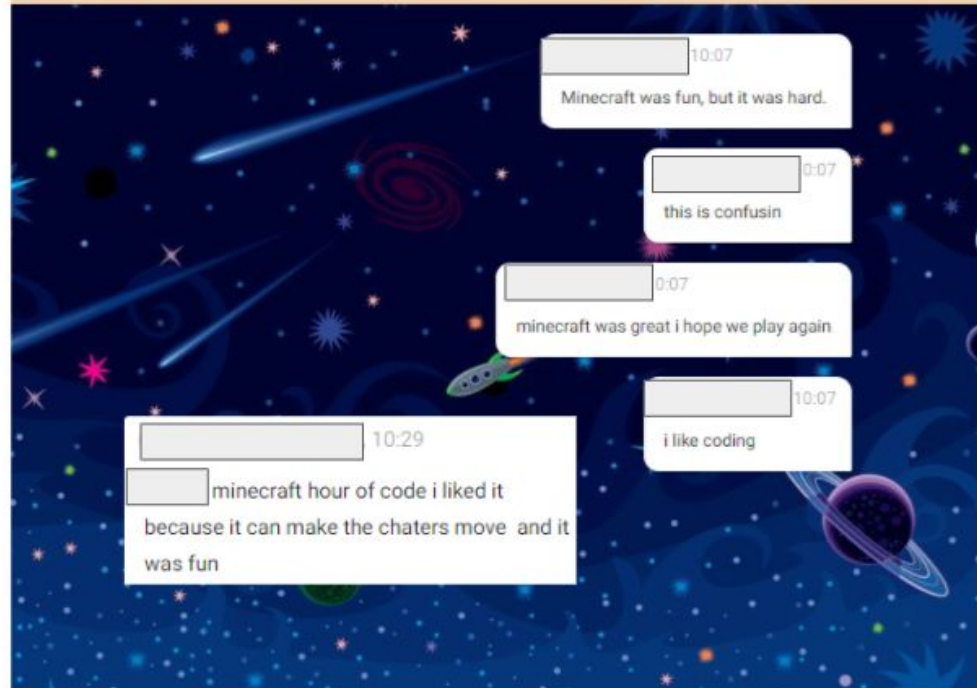 10:07
Minecraft was fun, but it was hard.
0:07
this is confusin
0:07
minecraft was great i hope we play again
10:07
i like coding
10:29
minecraft hour of code i liked it
because it can make the chaters move and it
was fun